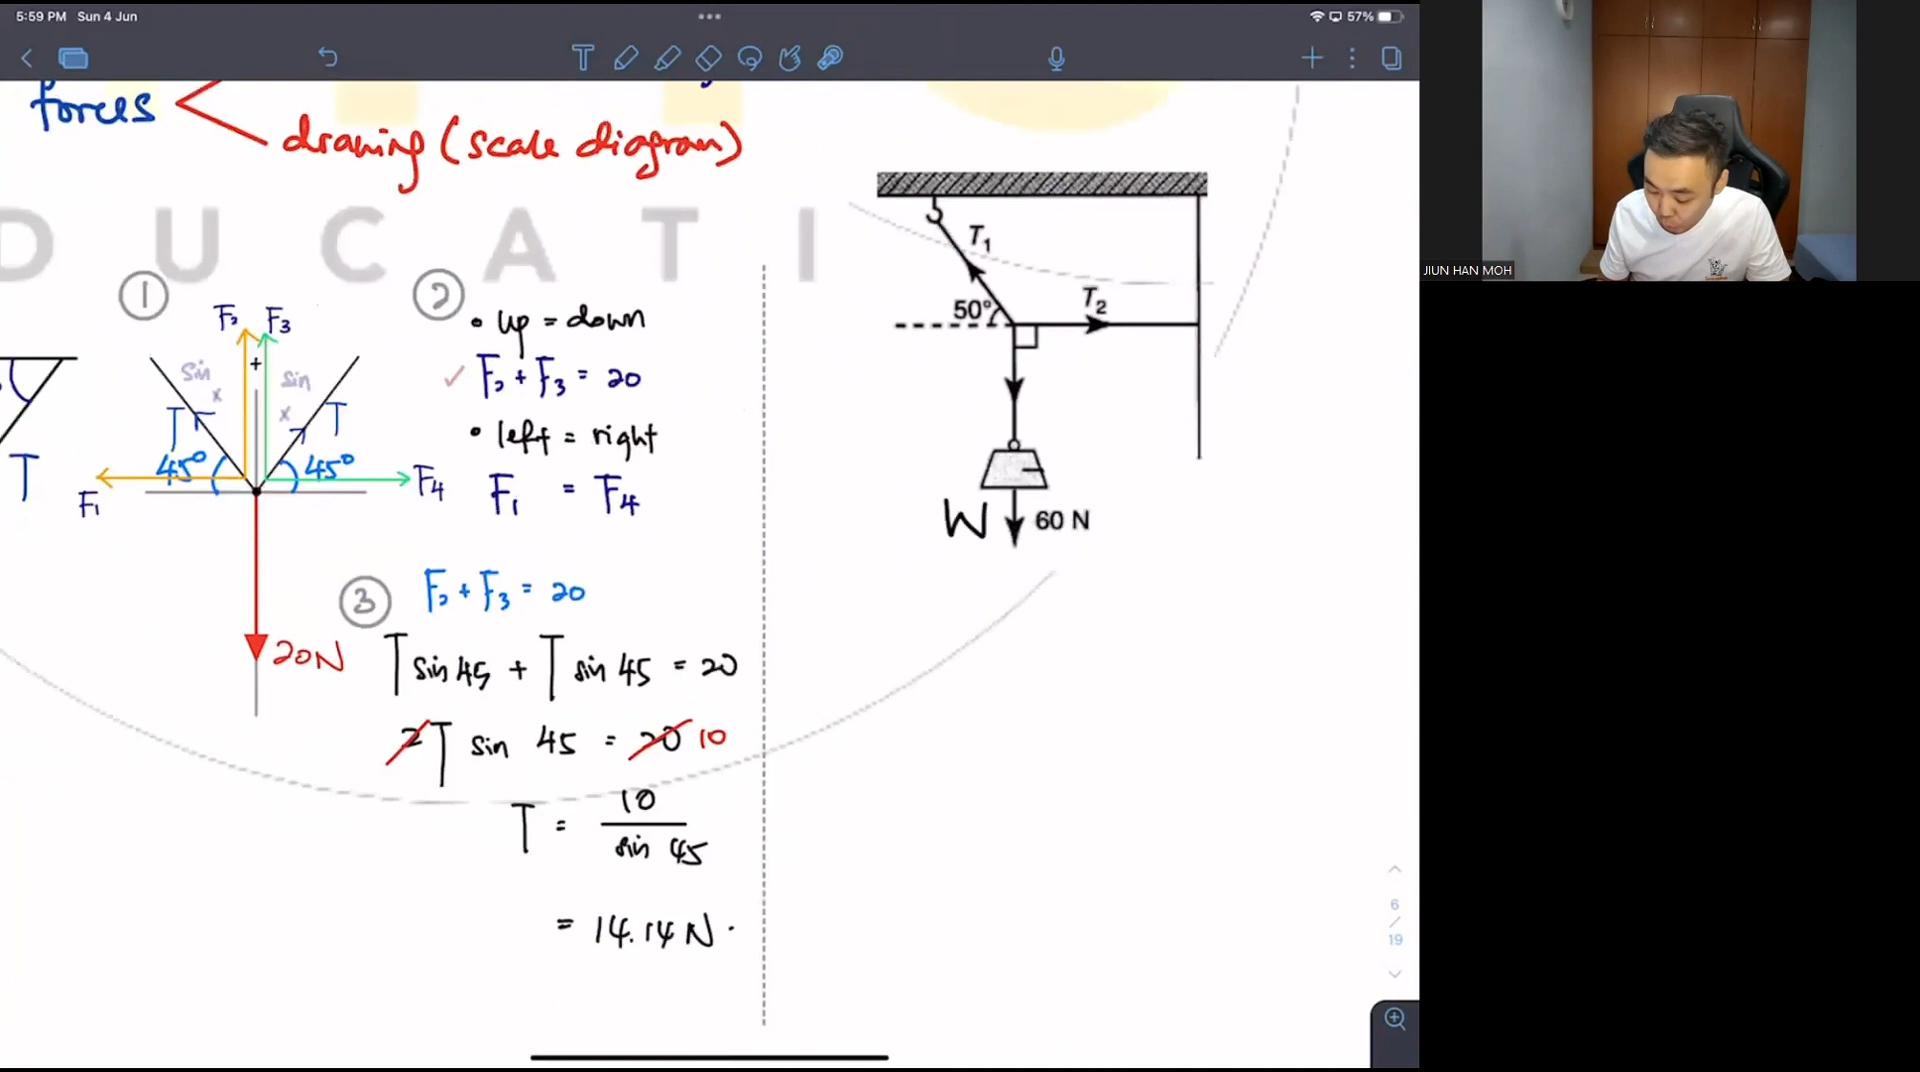 5:59 PM Sun 4 Jun
57%
forces
drawing (scale diagram)
DUCATI
JIUN HAN MOH
①
F₂ F₃
+
sin sin
x x
T T
45° 45°
F₁ F₄
20N
T
②
• up = down
✓ F₂ + F₃ = 20
• left = right
F₁ = F₄
③ F₂ + F₃ = 20
T sin 45 + T sin 45 = 20
2T sin 45 = 20 10
T = 10 / sin 45
= 14.14 N.
T₁
50°
T₂
W 60 N
6
/
19